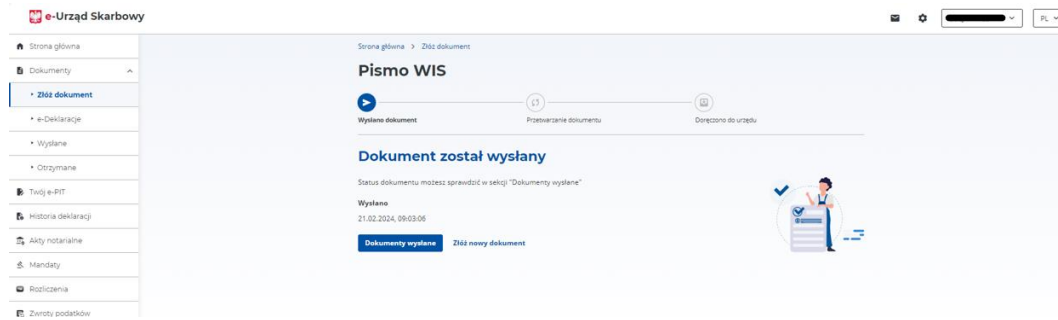 e-Urząd Skarbowy
PL
Strona główna
Dokumenty
Złóż dokument
e-Deklaracje
Wysłane
Otrzymane
Twój e-PIT
Historia deklaracji
Akty notarialne
Mandaty
Rozliczenia
Zwroty podatków
Strona główna > Złóż dokument
Pismo WIS
Wysłano dokument Przetwarzanie dokumentu Doręczono do urzędu
Dokument został wysłany
Status dokumentu możesz sprawdzić w sekcji "Dokumenty wysłane"
Wysłano
21.02.2024, 09:03:06
Dokumenty wysłane Złóż nowy dokument